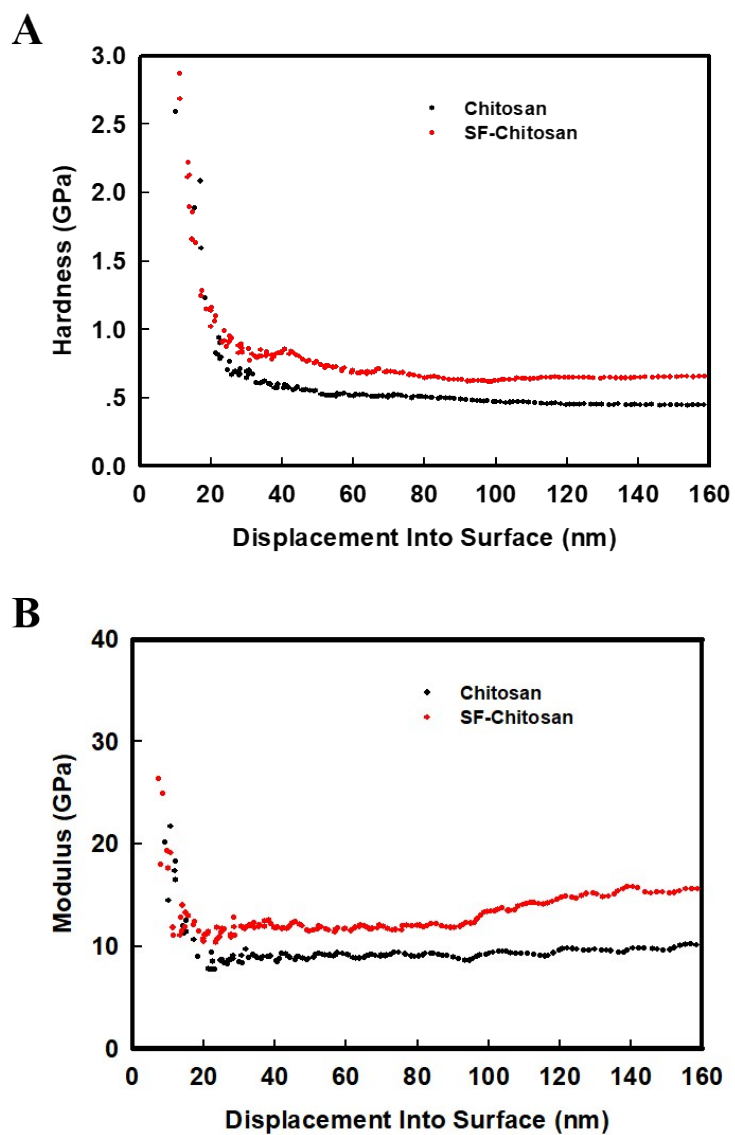 A
3.0
2.5
2.0
1.5
1.0
.5
0.0
Hardness (GPa)
Chitosan
SF-Chitosan
0 20 40 60 80 100 120 140 160
Displacement Into Surface (nm)
B
40
30
20
10
0
Modulus (GPa)
Chitosan
SF-Chitosan
0 20 40 60 80 100 120 140 160
Displacement Into Surface (nm)